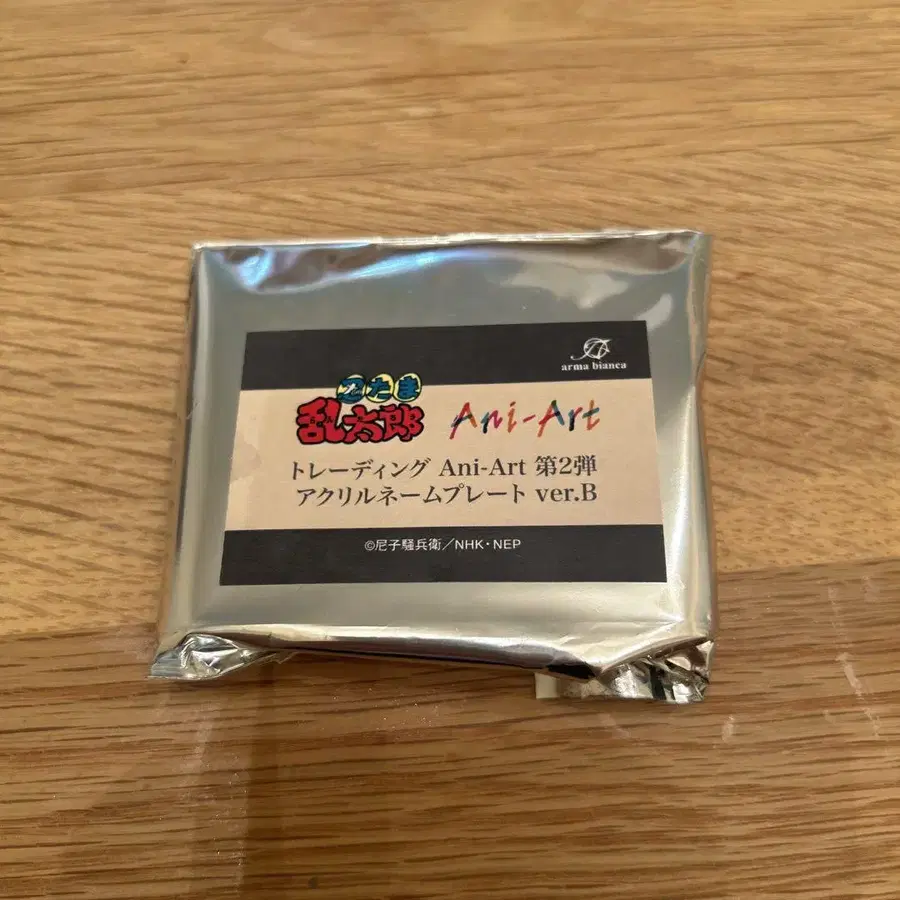 arma bianca
忍たま
乱太郎
Ani-Art
トレーディング Ani-Art 第2弾
アクリルネームプレート ver.B
©尼子騒兵衛／NHK・NEP